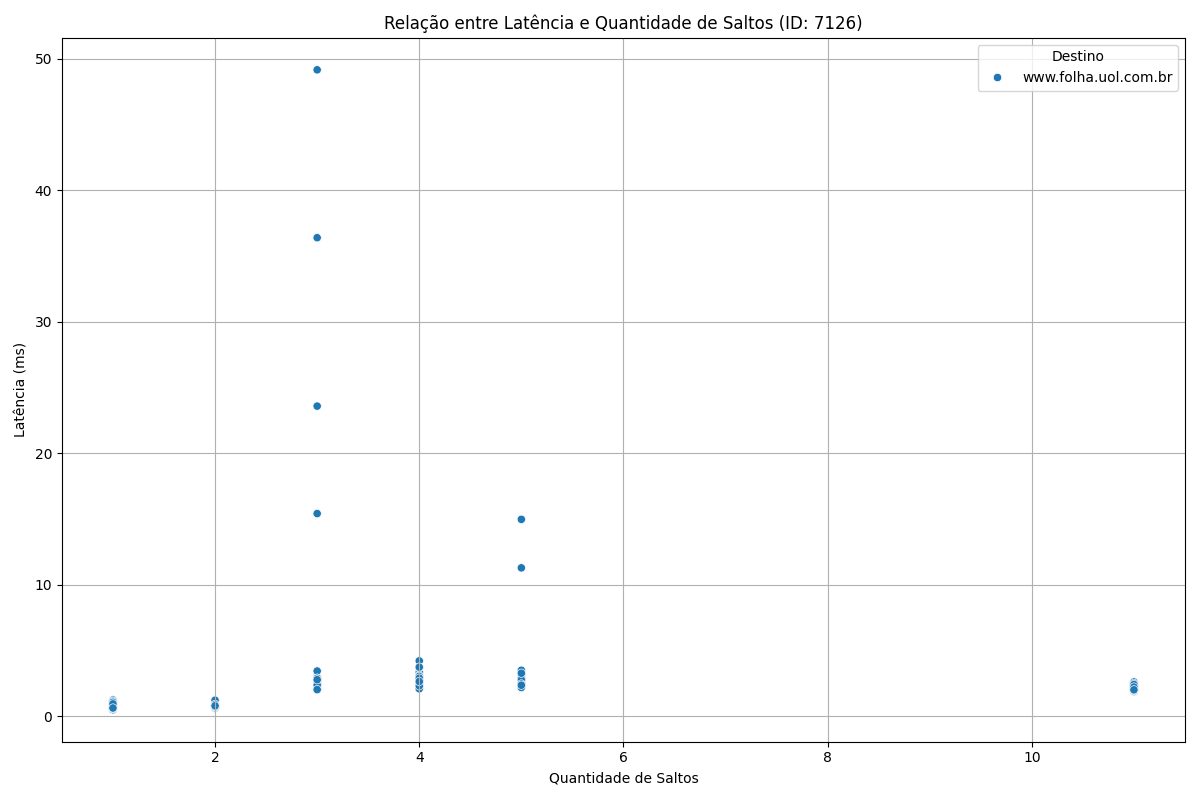 Relação entre Latência e Quantidade de Saltos (ID: 7126)
Destino
www.folha.uol.com.br
Latência (ms)
50
40
30
20
10
0
2
4
6
8
10
Quantidade de Saltos